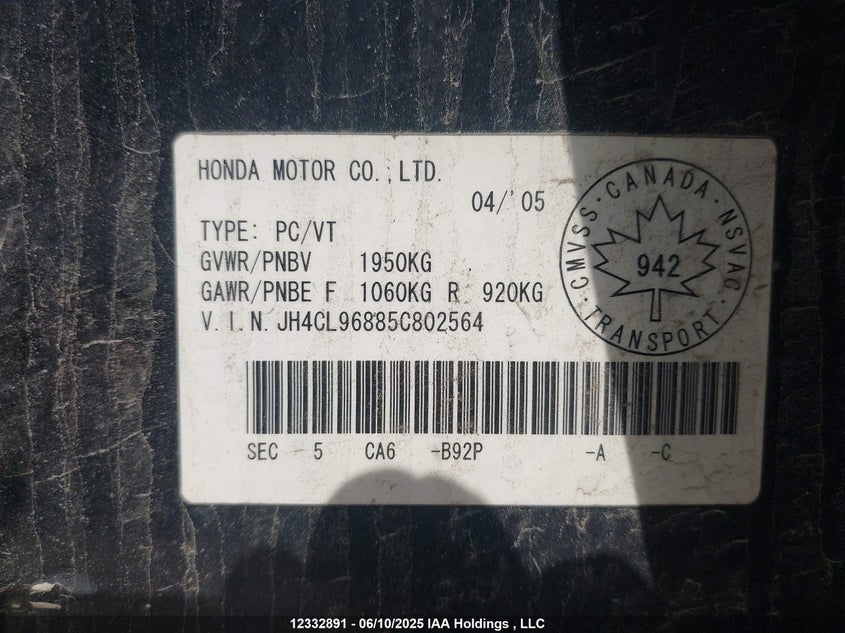 HONDA MOTOR CO.,LTD.
04/'05
TYPE: PC/VT
GVWR/PNBV 1950KG
GAWR/PNBE F 1060KG R 920KG
V.I.N. JH4CL96885C802564
CMVSS · CANADA · NSVAC ·
942
TRANSPORT
SEC 5 CA6 -B92P -A -C
12332891 - 06/10/2025 IAA Holdings , LLC